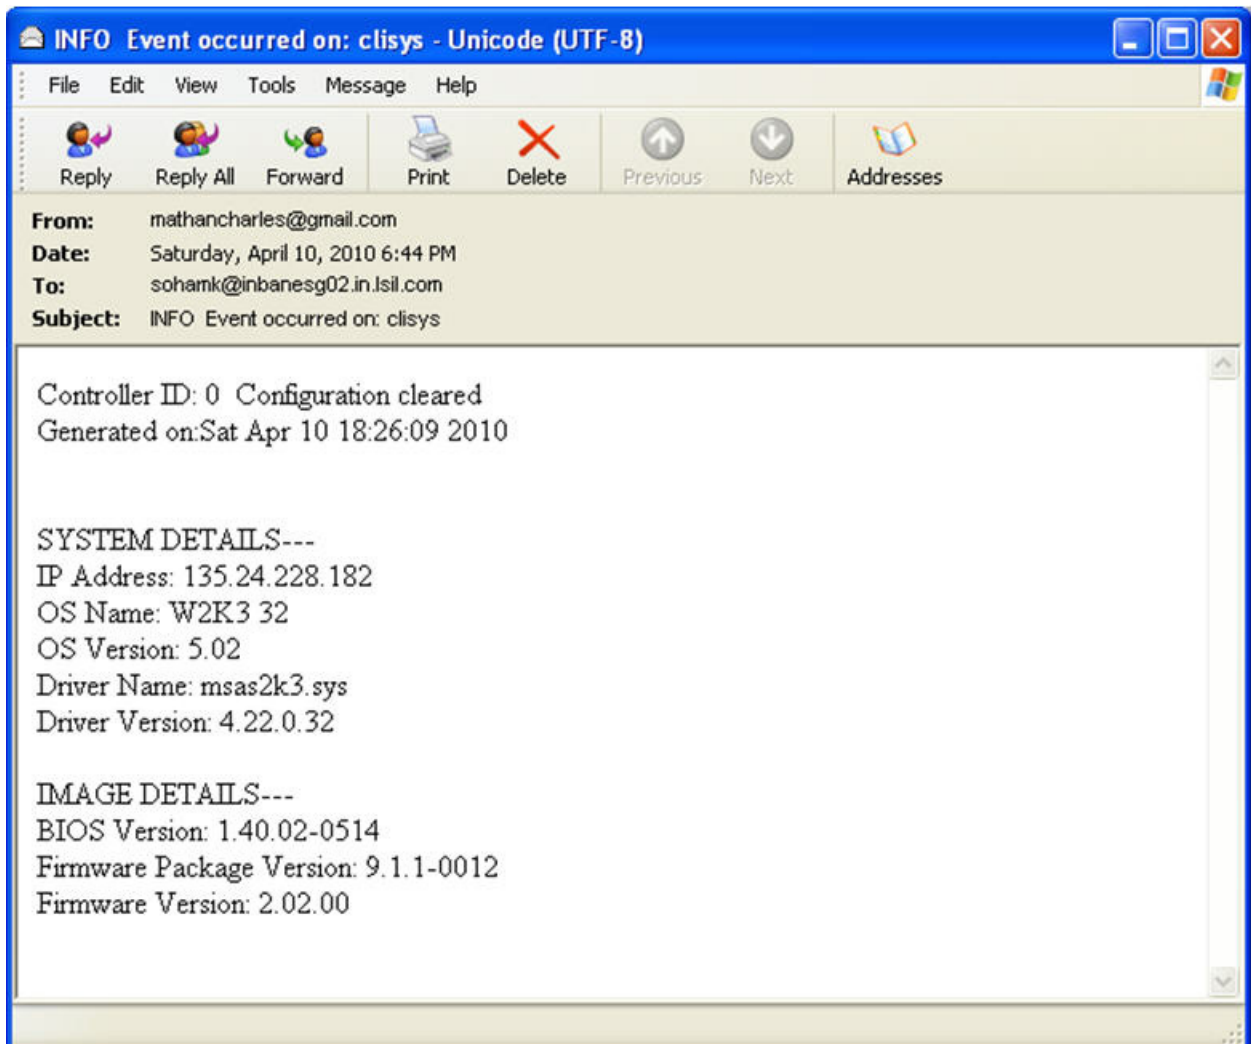 INFO  Event occurred on: clisys - Unicode (UTF-8)
File Edit View Tools Message Help
Reply Reply All Forward Print Delete Previous Next Addresses
From: mathancharles@gmail.com
Date: Saturday, April 10, 2010 6:44 PM
To: sohamk@inbanesg02.in.lsil.com
Subject: INFO  Event occurred on: clisys
Controller ID: 0  Configuration cleared
Generated on:Sat Apr 10 18:26:09 2010
SYSTEM DETAILS---
IP Address: 135.24.228.182
OS Name: W2K3 32
OS Version: 5.02
Driver Name: msas2k3.sys
Driver Version: 4.22.0.32
IMAGE DETAILS---
BIOS Version: 1.40.02-0514
Firmware Package Version: 9.1.1-0012
Firmware Version: 2.02.00